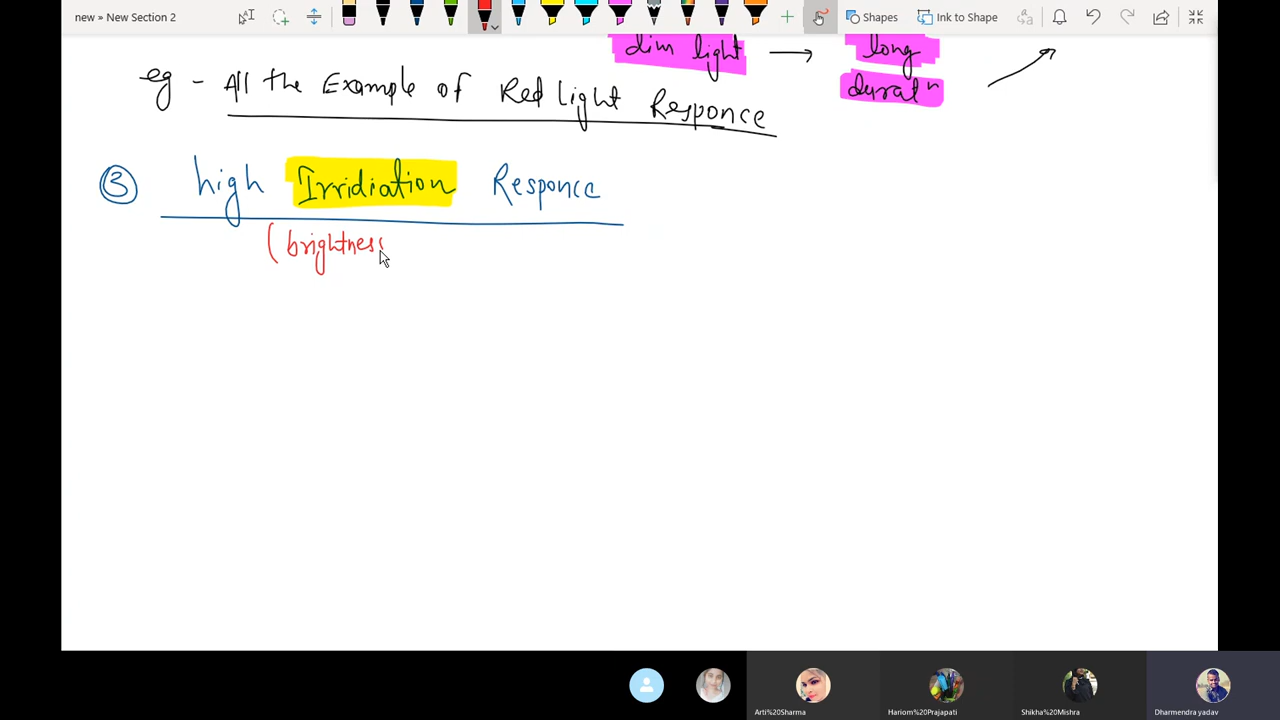 new » New Section 2
Shapes
Ink to Shape
dim light → long
duratⁿ
eg - All the Example of Red light Responce
③ high Irridiation Responce
(brightness
Arti%20Sharma
Hariom%20Prajapati
Shikha%20Mishra
Dharmendra yadav